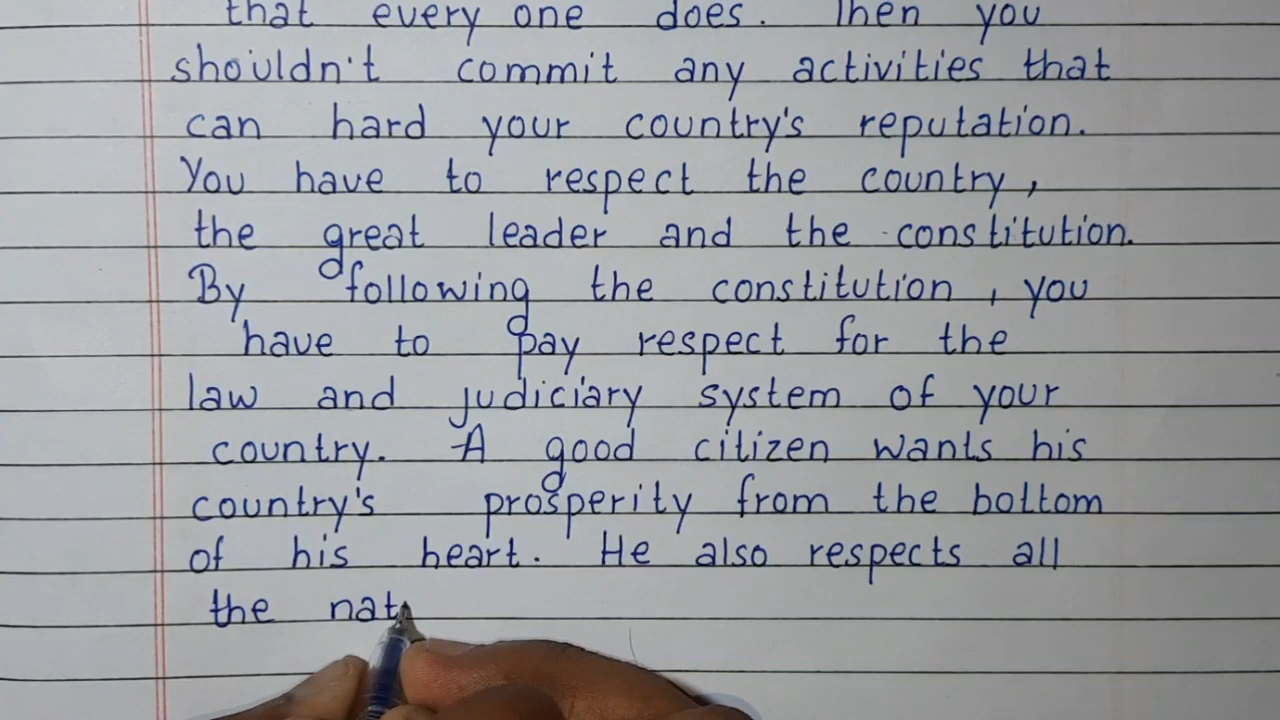 that every one does. Then you
shouldn't commit any activities that
can hard your country's reputation.
You have to respect the country,
the great leader and the constitution.
By following the constitution, you
have to pay respect for the
law and judiciary system of your
country. A good citizen wants his
country's prosperity from the bottom
of his heart. He also respects all
the nat